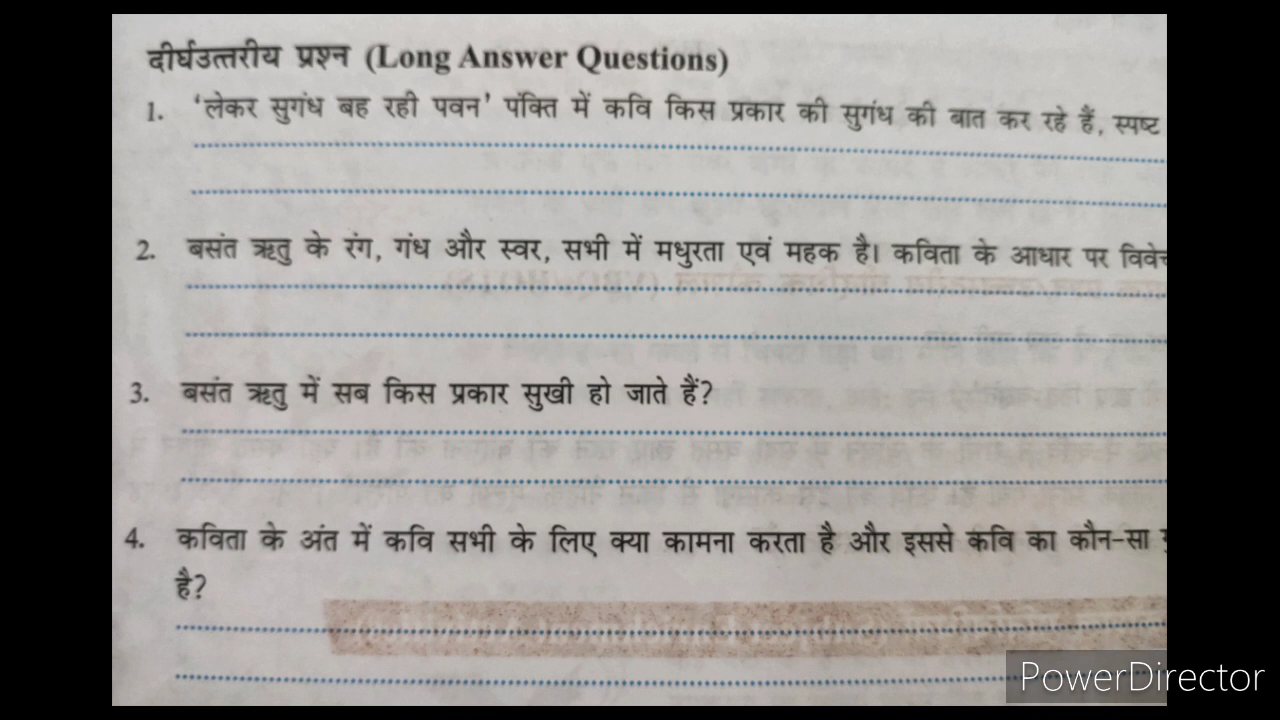 दीर्घउत्तरीय प्रश्न (Long Answer Questions)
1. 'लेकर सुगंध बह रही पवन' पंक्ति में कवि किस प्रकार की सुगंध की बात कर रहे हैं, स्पष्ट
2. बसंत ऋतु के रंग, गंध और स्वर, सभी में मधुरता एवं महक है। कविता के आधार पर
3. बसंत ऋतु में सब किस प्रकार सुखी हो जाते हैं?
4. कविता के अंत में कवि सभी के लिए क्या कामना करता है और इससे कवि का कौन-सा
है?
PowerDirector